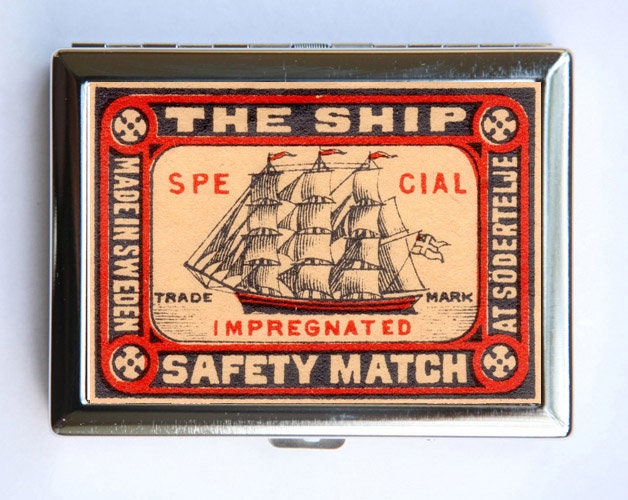 THE SHIP
MADE IN SWEDEN
SPE CIAL
AT SÖDERTELJE
TRADE MARK
IMPREGNATED
SAFETY MATCH